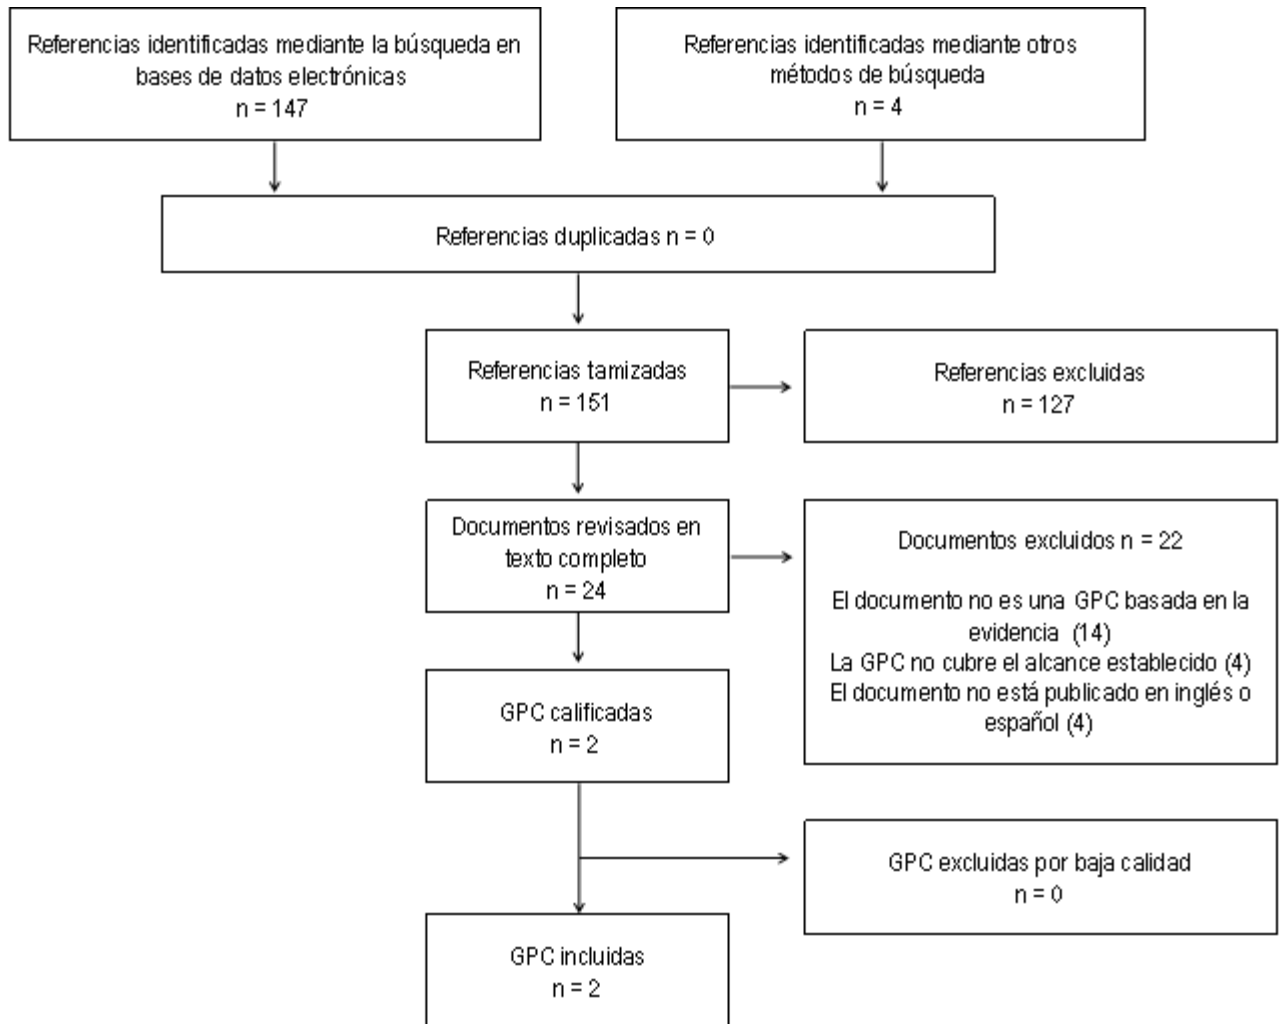 Referencias identificadas mediante la búsqueda en
bases de datos electrónicas
n = 147
Referencias identificadas mediante otros
métodos de búsqueda
n = 4
Referencias duplicadas n = 0
Referencias tamizadas
n = 151
Referencias excluidas
n = 127
Documentos revisados en
texto completo
n = 24
Documentos excluidos n = 22
El documento no es una GPC basada en la
evidencia (14)
La GPC no cubre el alcance establecido (4)
El documento no está publicado en inglés o
español (4)
GPC calificadas
n = 2
GPC excluidas por baja calidad
n = 0
GPC incluidas
n = 2